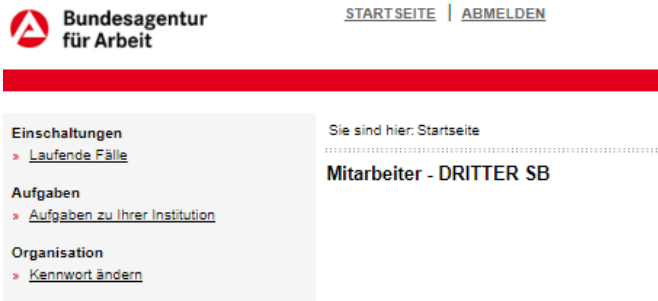 Bundesagentur
für Arbeit
STARTSEITE | ABMELDEN
Einschaltungen
» Laufende Fälle
Aufgaben
» Aufgaben zu Ihrer Institution
Organisation
» Kennwort ändern
Sie sind hier: Startseite
Mitarbeiter - DRITTER SB